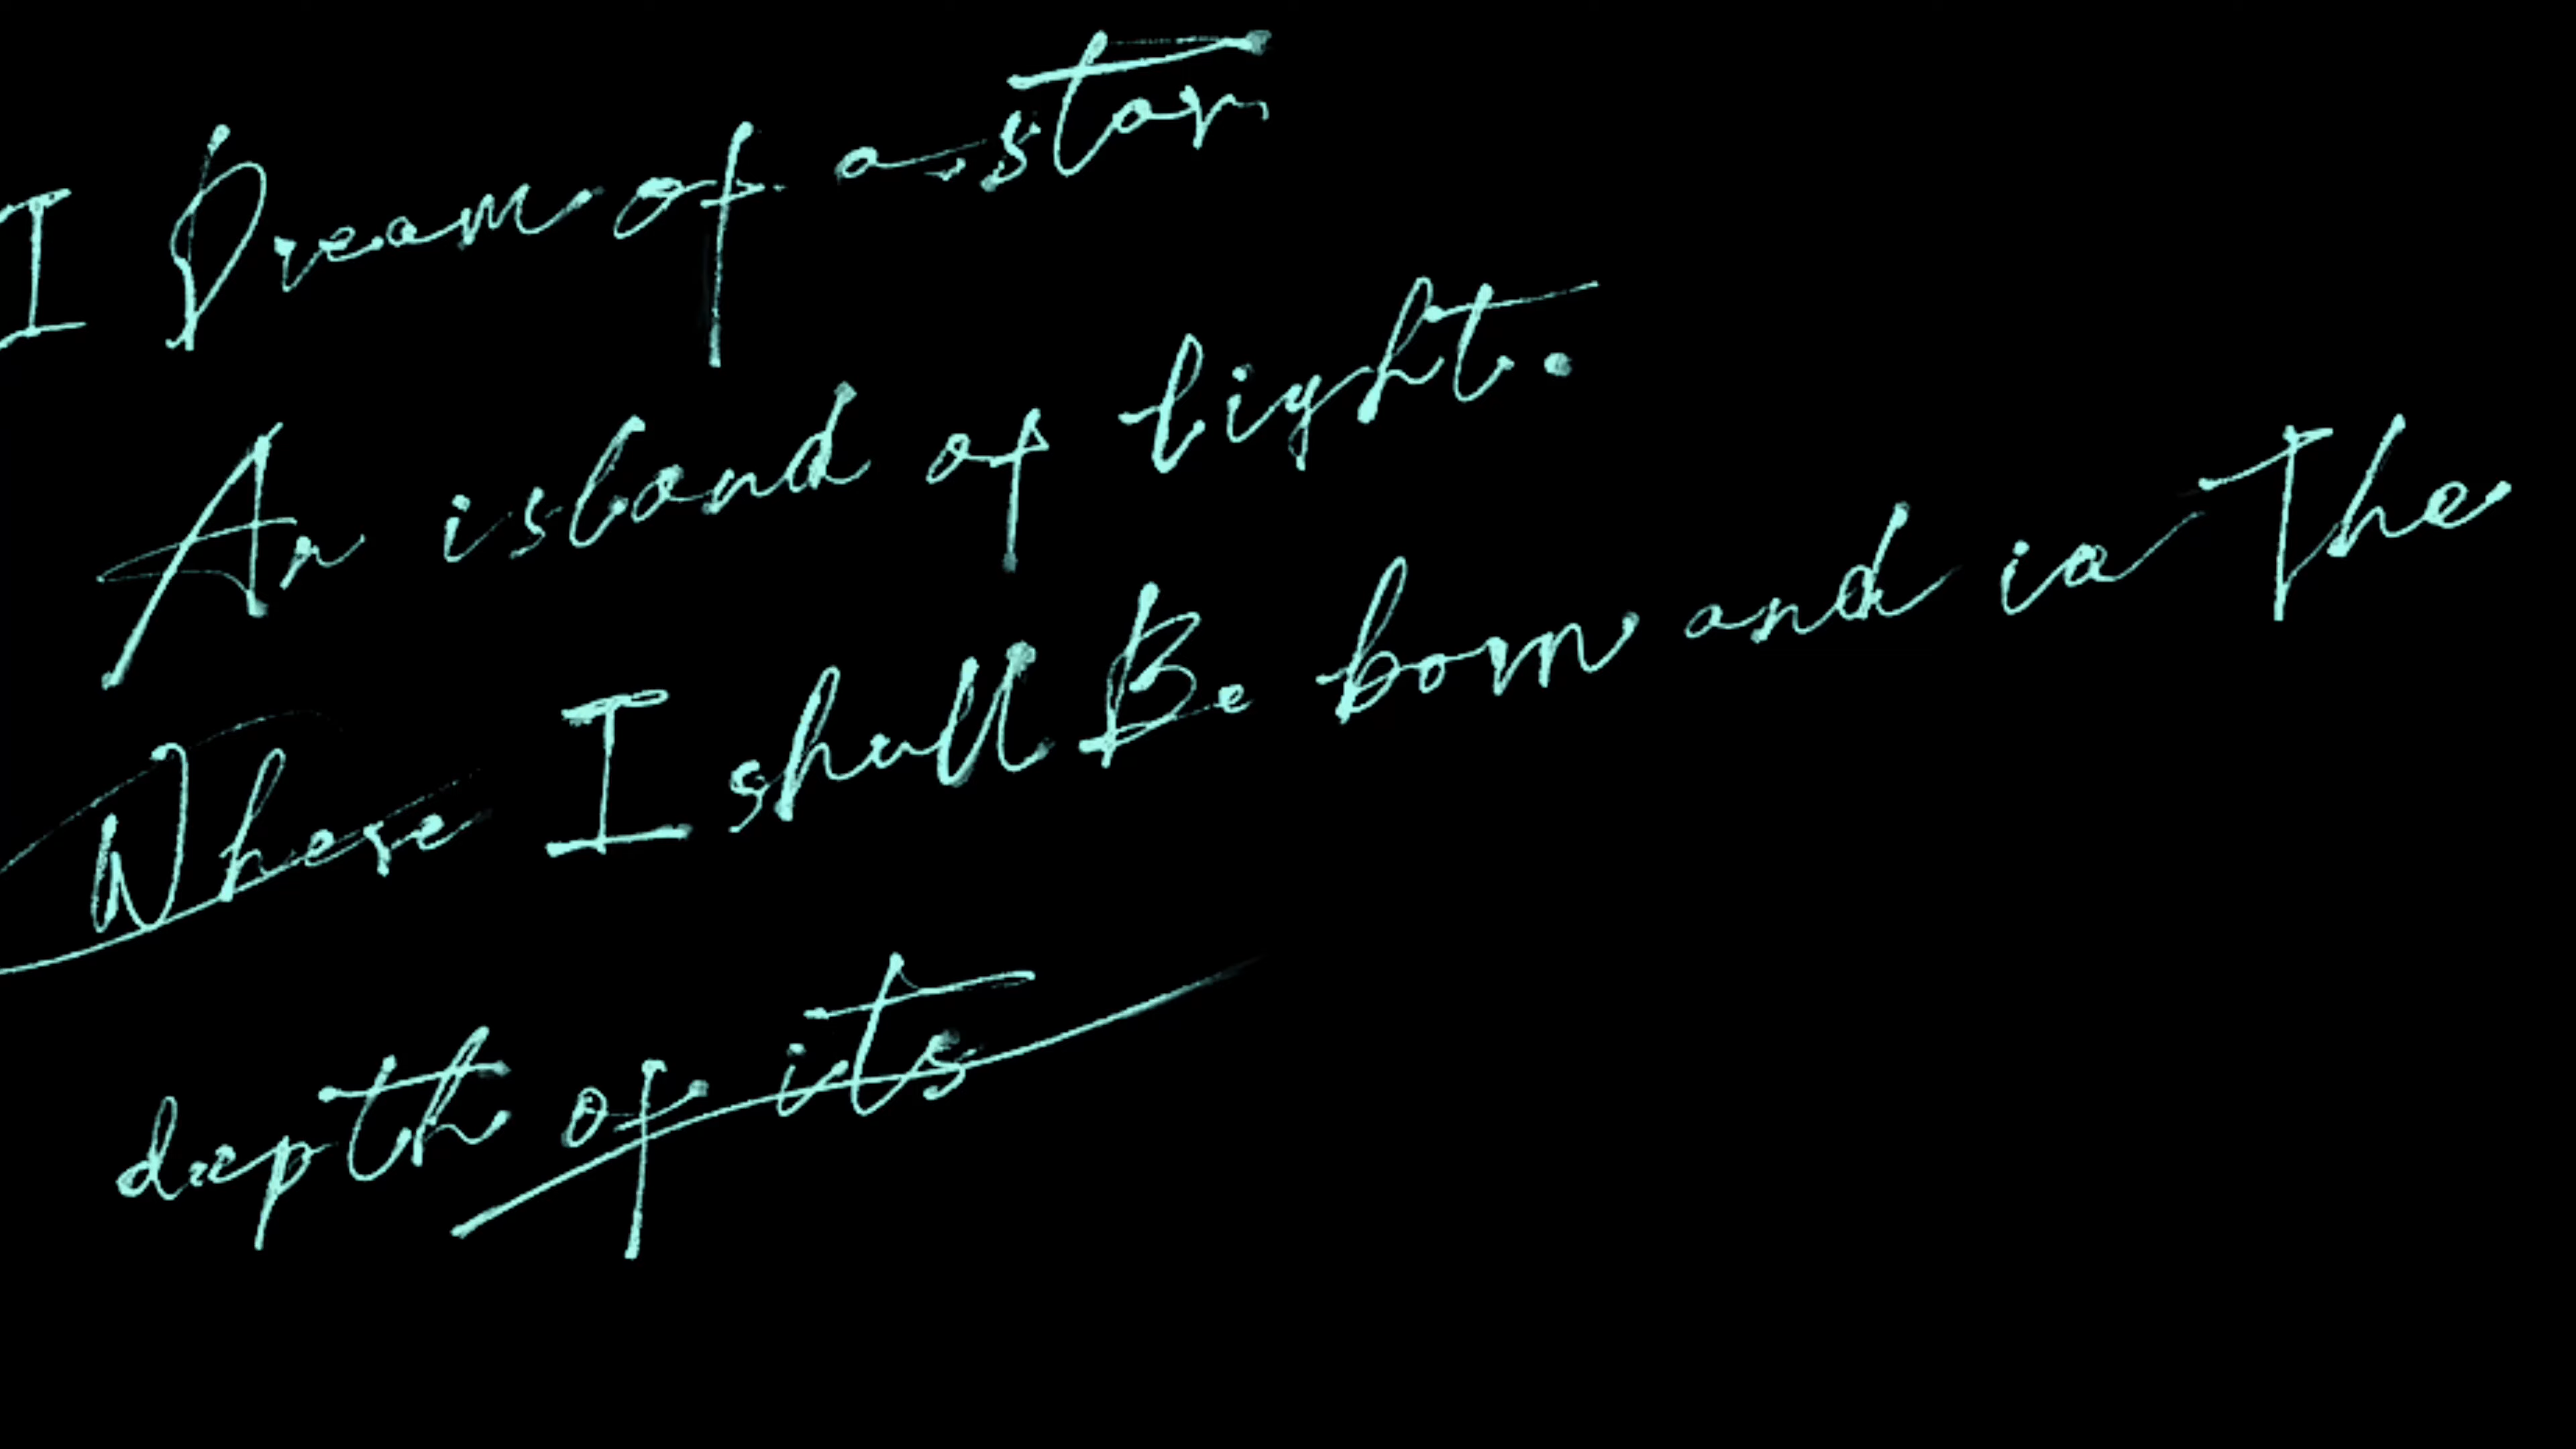 I Dream of a star
An island of light.
Where I shall Be born and in the
depth of its